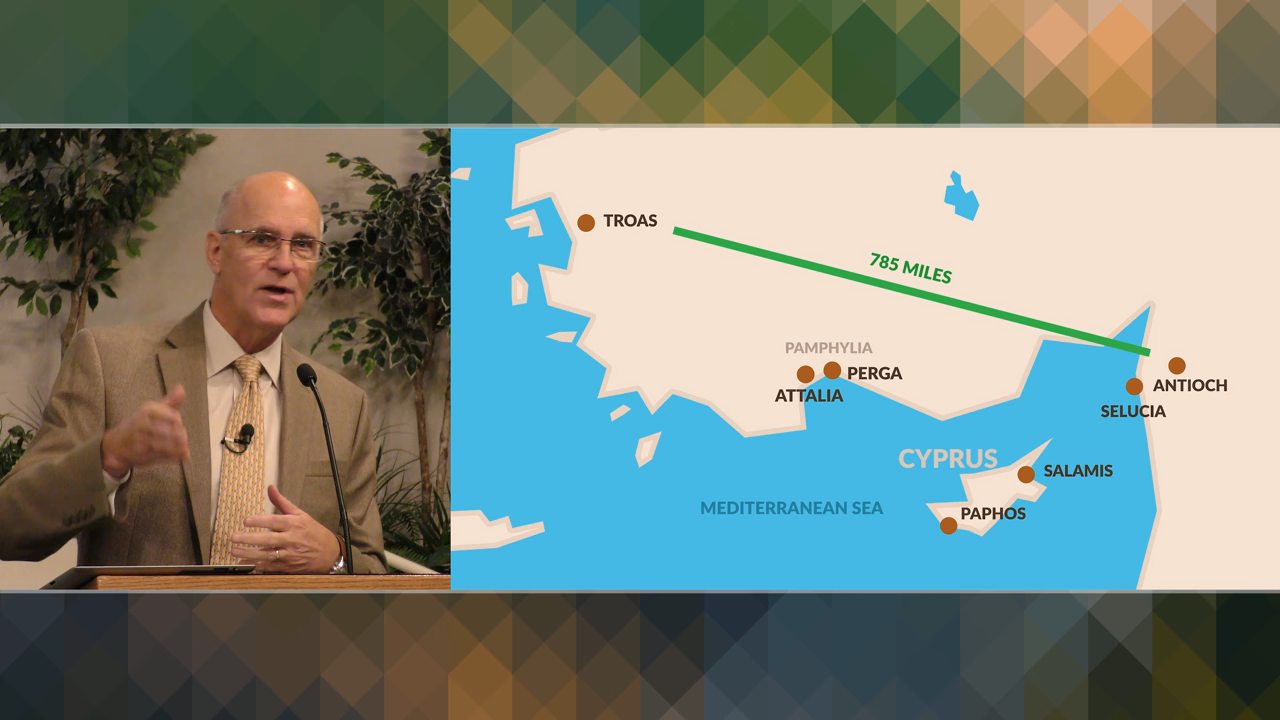 TROAS
785 MILES
PAMPHYLIA
PERGA
ATTALIA
ANTIOCH
SELUCIA
CYPRUS
SALAMIS
MEDITERRANEAN SEA
PAPHOS